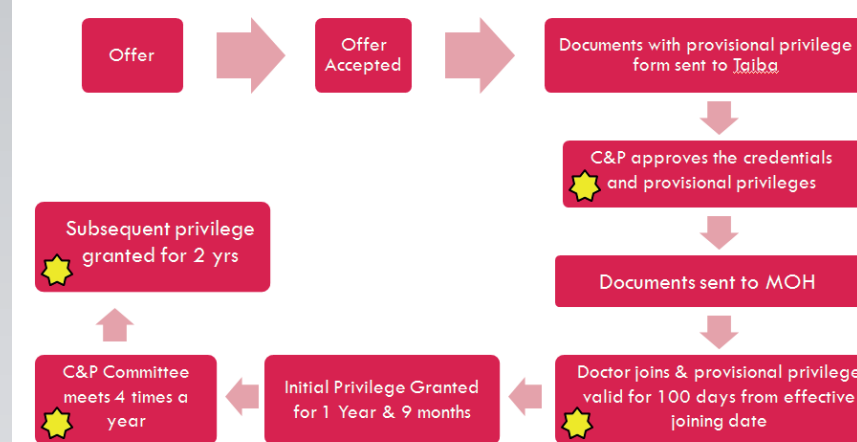 Offer
Offer
Accepted
Documents with provisional privilege
form sent to Taiba
C&P approves the credentials
and provisional privileges
Documents sent to MOH
Doctor joins & provisional privilege
valid for 100 days from effective
joining date
Initial Privilege Granted
for 1 Year & 9 months
C&P Committee
meets 4 times a
year
Subsequent privilege
granted for 2 yrs